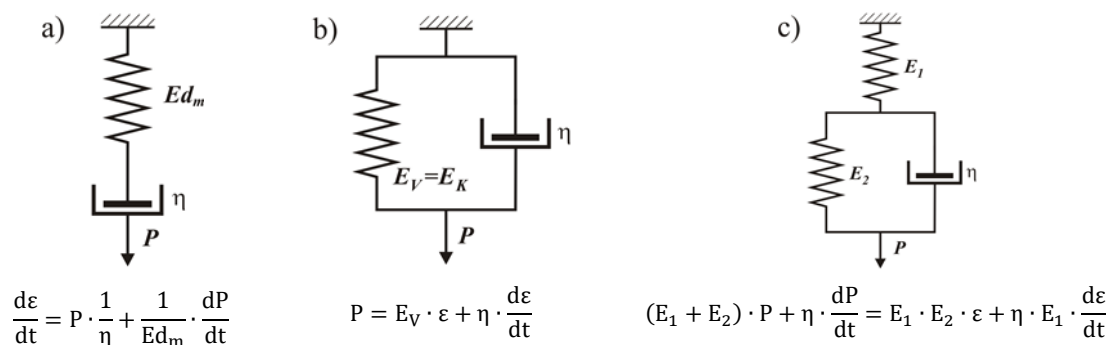 a)
Ed_m
η
P
dε/dt = P · 1/η + 1/Ed_m · dP/dt
b)
E_V=E_K
η
P
P = E_V · ε + η · dε/dt
c)
E_1
E_2
η
P
(E_1 + E_2) · P + η · dP/dt = E_1 · E_2 · ε + η · E_1 · dε/dt